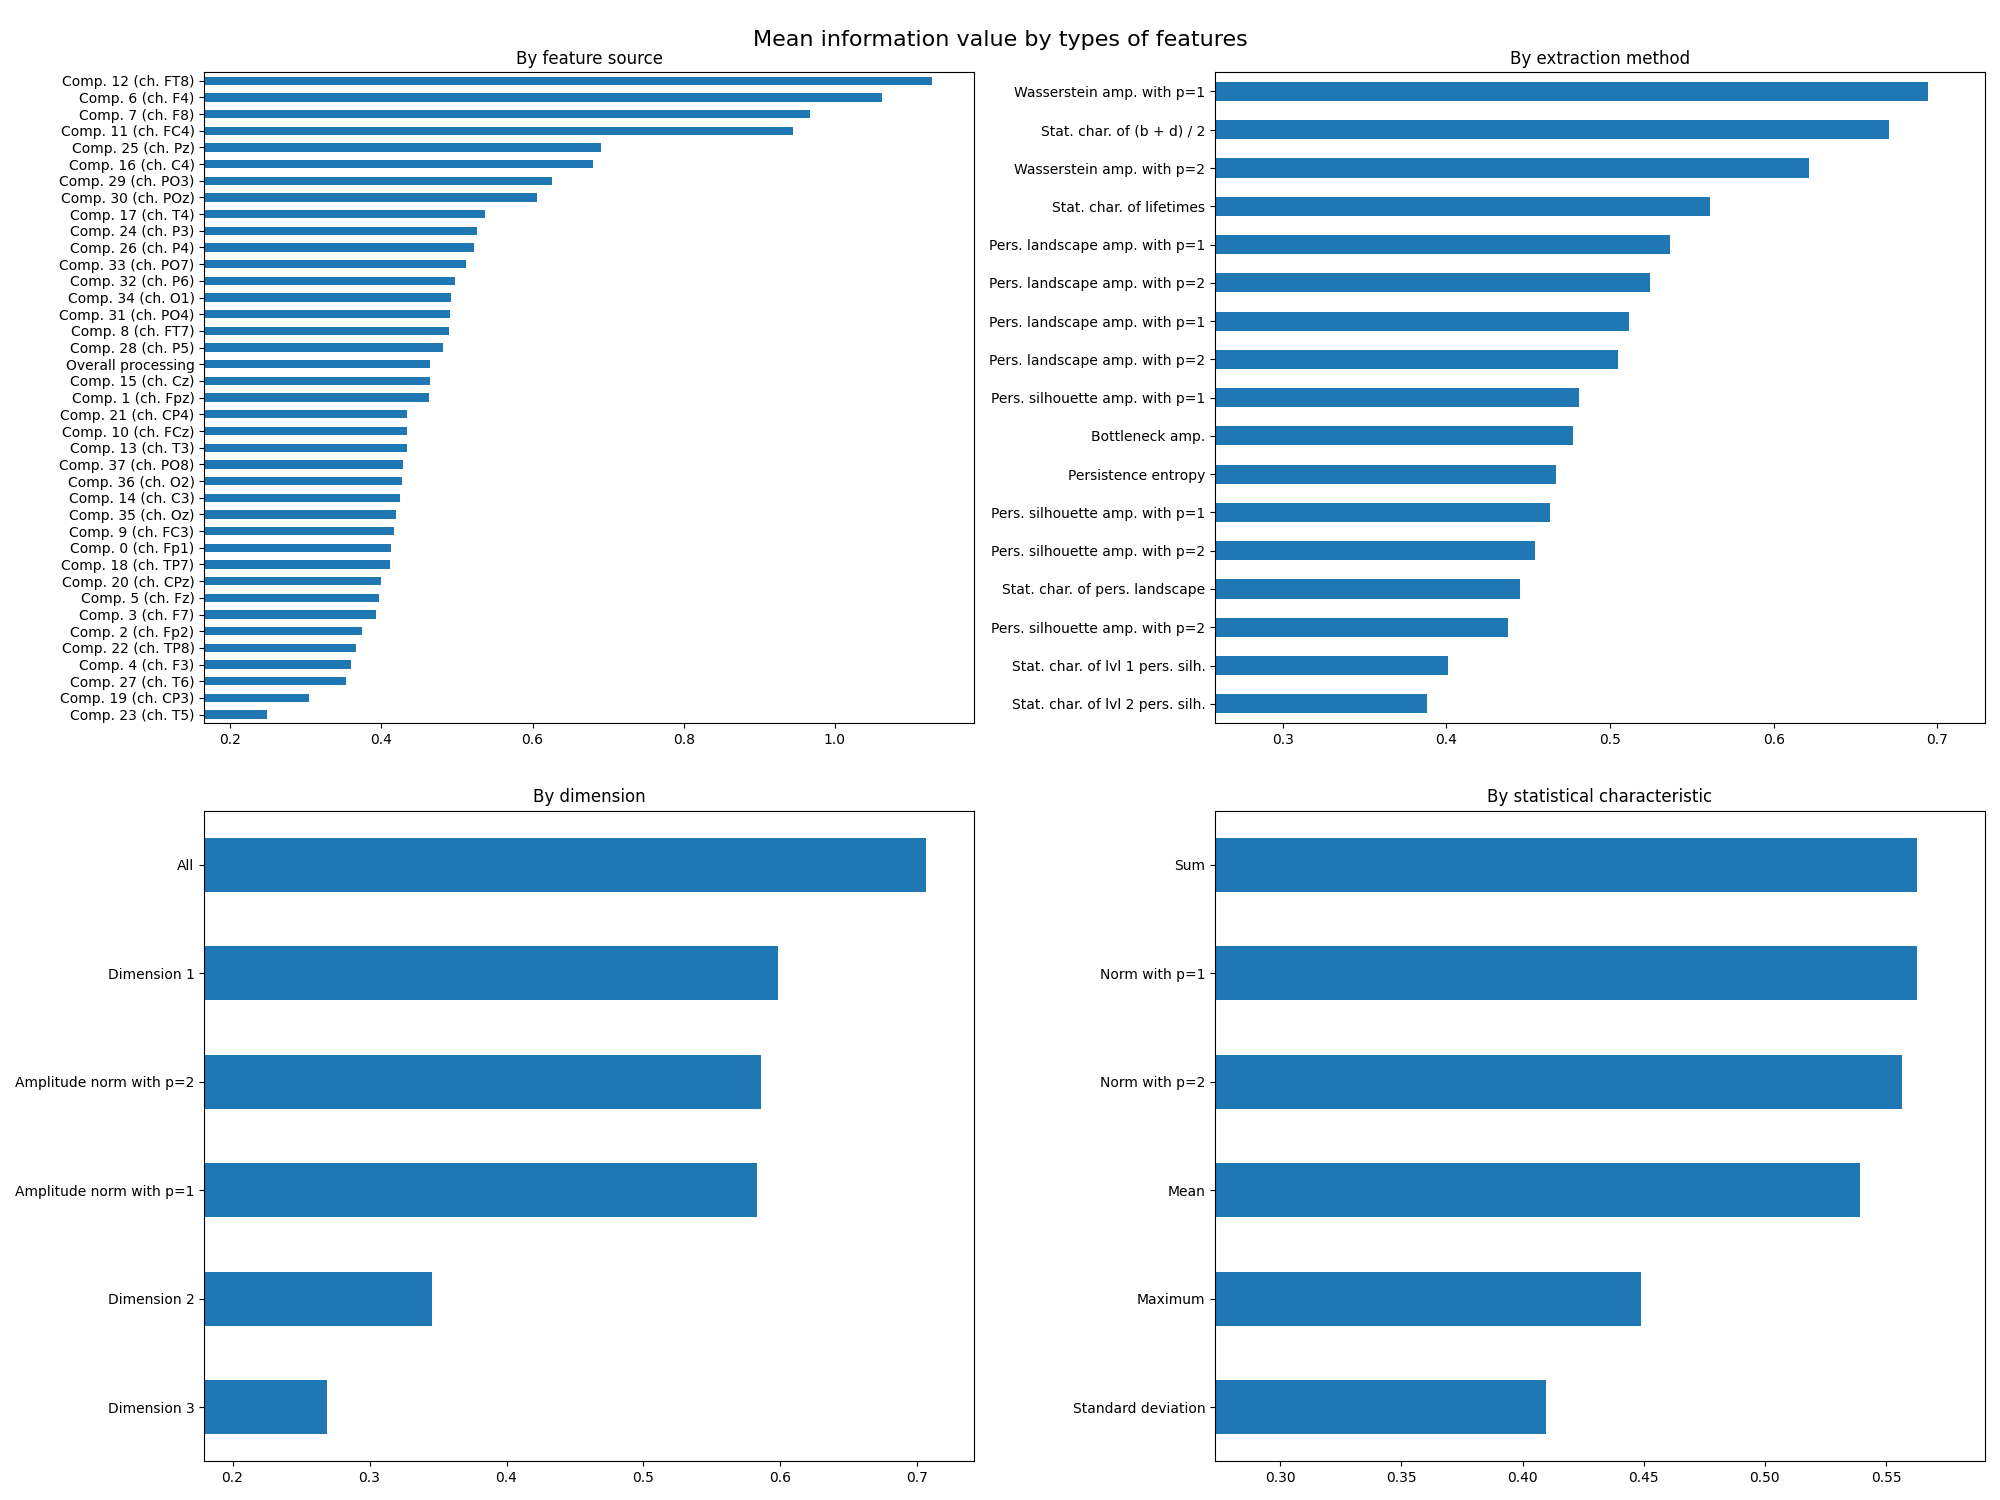 Mean information value by types of features
By feature source
Comp. 12 (ch. FT8)
Comp. 6 (ch. F4)
Comp. 7 (ch. F8)
Comp. 11 (ch. FC4)
Comp. 25 (ch. Pz)
Comp. 16 (ch. C4)
Comp. 29 (ch. PO3)
Comp. 30 (ch. POz)
Comp. 17 (ch. T4)
Comp. 24 (ch. P3)
Comp. 26 (ch. P4)
Comp. 33 (ch. PO7)
Comp. 32 (ch. P6)
Comp. 34 (ch. O1)
Comp. 31 (ch. PO4)
Comp. 8 (ch. FT7)
Comp. 28 (ch. P5)
Overall processing
Comp. 15 (ch. Cz)
Comp. 1 (ch. Fpz)
Comp. 21 (ch. CP4)
Comp. 10 (ch. FCz)
Comp. 13 (ch. T3)
Comp. 37 (ch. PO8)
Comp. 36 (ch. O2)
Comp. 14 (ch. C3)
Comp. 35 (ch. Oz)
Comp. 9 (ch. FC3)
Comp. 0 (ch. Fp1)
Comp. 18 (ch. TP7)
Comp. 20 (ch. CPz)
Comp. 5 (ch. Fz)
Comp. 3 (ch. F7)
Comp. 2 (ch. Fp2)
Comp. 22 (ch. TP8)
Comp. 4 (ch. F3)
Comp. 27 (ch. T6)
Comp. 19 (ch. CP3)
Comp. 23 (ch. T5)
0.2 0.4 0.6 0.8 1.0
By extraction method
Wasserstein amp. with p=1
Stat. char. of (b + d) / 2
Wasserstein amp. with p=2
Stat. char. of lifetimes
Pers. landscape amp. with p=1
Pers. landscape amp. with p=2
Pers. landscape amp. with p=1
Pers. landscape amp. with p=2
Pers. silhouette amp. with p=1
Bottleneck amp.
Persistence entropy
Pers. silhouette amp. with p=1
Pers. silhouette amp. with p=2
Stat. char. of pers. landscape
Pers. silhouette amp. with p=2
Stat. char. of lvl 1 pers. silh.
Stat. char. of lvl 2 pers. silh.
0.3 0.4 0.5 0.6 0.7
By dimension
All
Dimension 1
Amplitude norm with p=2
Amplitude norm with p=1
Dimension 2
Dimension 3
0.2 0.3 0.4 0.5 0.6 0.7
By statistical characteristic
Sum
Norm with p=1
Norm with p=2
Mean
Maximum
Standard deviation
0.30 0.35 0.40 0.45 0.50 0.55